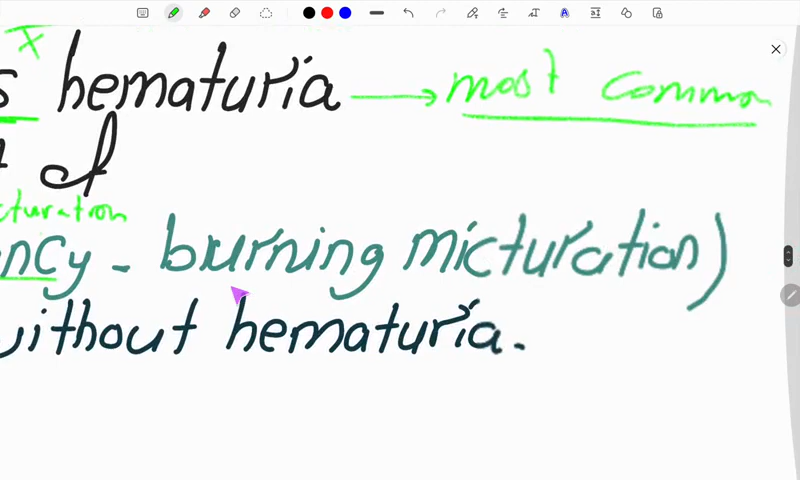 s hematuria → most common
of
cturation
ncy - burning micturation)
without hematuria.